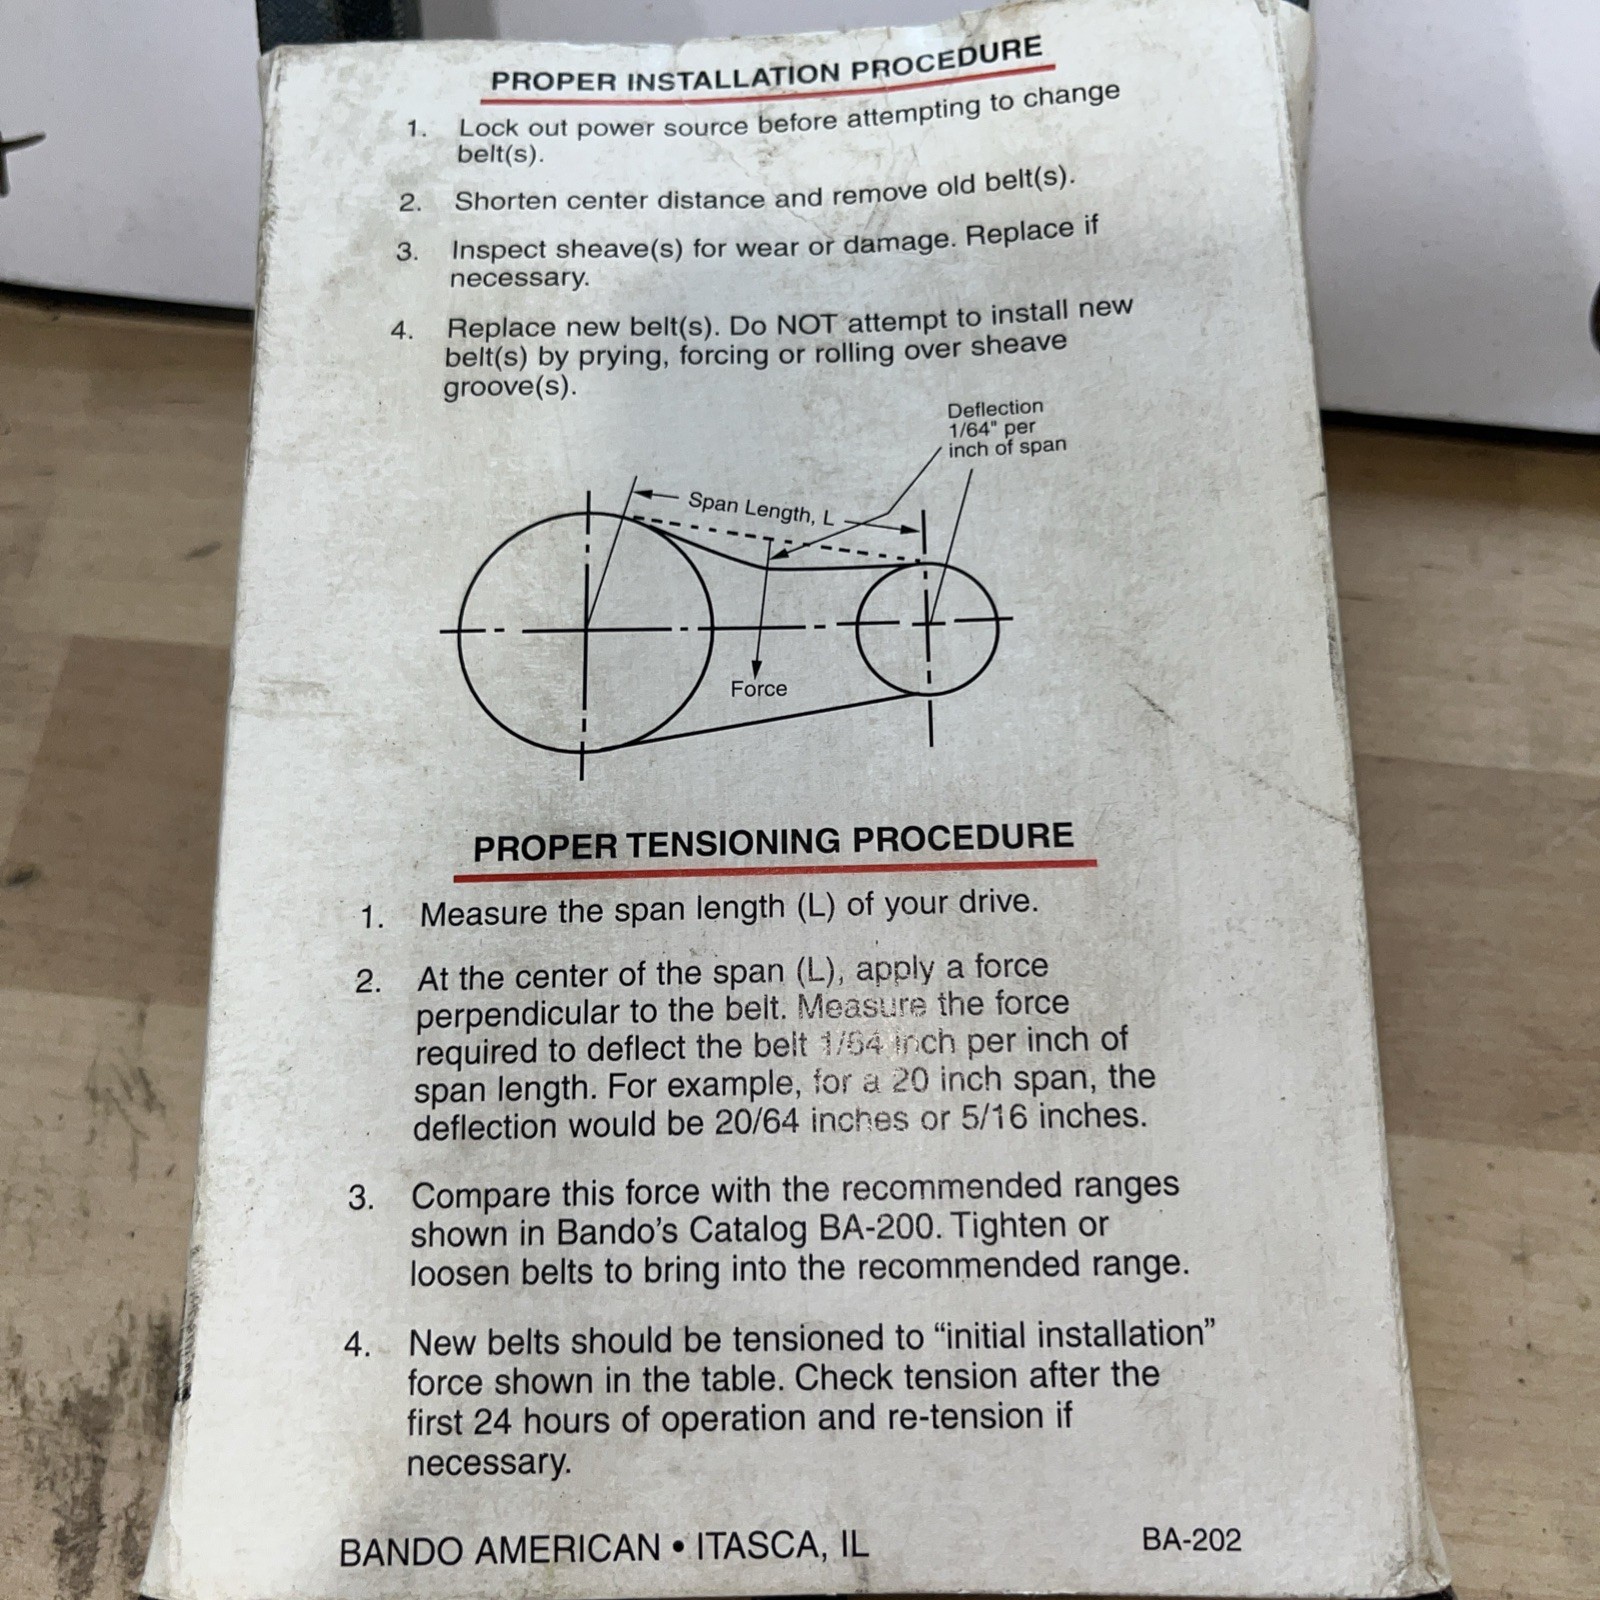 PROPER INSTALLATION PROCEDURE
1. Lock out power source before attempting to change
belt(s).
2. Shorten center distance and remove old belt(s).
3. Inspect sheave(s) for wear or damage. Replace if
necessary.
4. Replace new belt(s). Do NOT attempt to install new
belt(s) by prying, forcing or rolling over sheave
groove(s).
Deflection
1/64" per
inch of span
Span Length, L
Force
PROPER TENSIONING PROCEDURE
1. Measure the span length (L) of your drive.
2. At the center of the span (L), apply a force
perpendicular to the belt. Measure the force
required to deflect the belt 1/64 inch per inch of
span length. For example, for a 20 inch span, the
deflection would be 20/64 inches or 5/16 inches.
3. Compare this force with the recommended ranges
shown in Bando's Catalog BA-200. Tighten or
loosen belts to bring into the recommended range.
4. New belts should be tensioned to “initial installation”
force shown in the table. Check tension after the
first 24 hours of operation and re-tension if
necessary.
BANDO AMERICAN • ITASCA, IL
BA-202